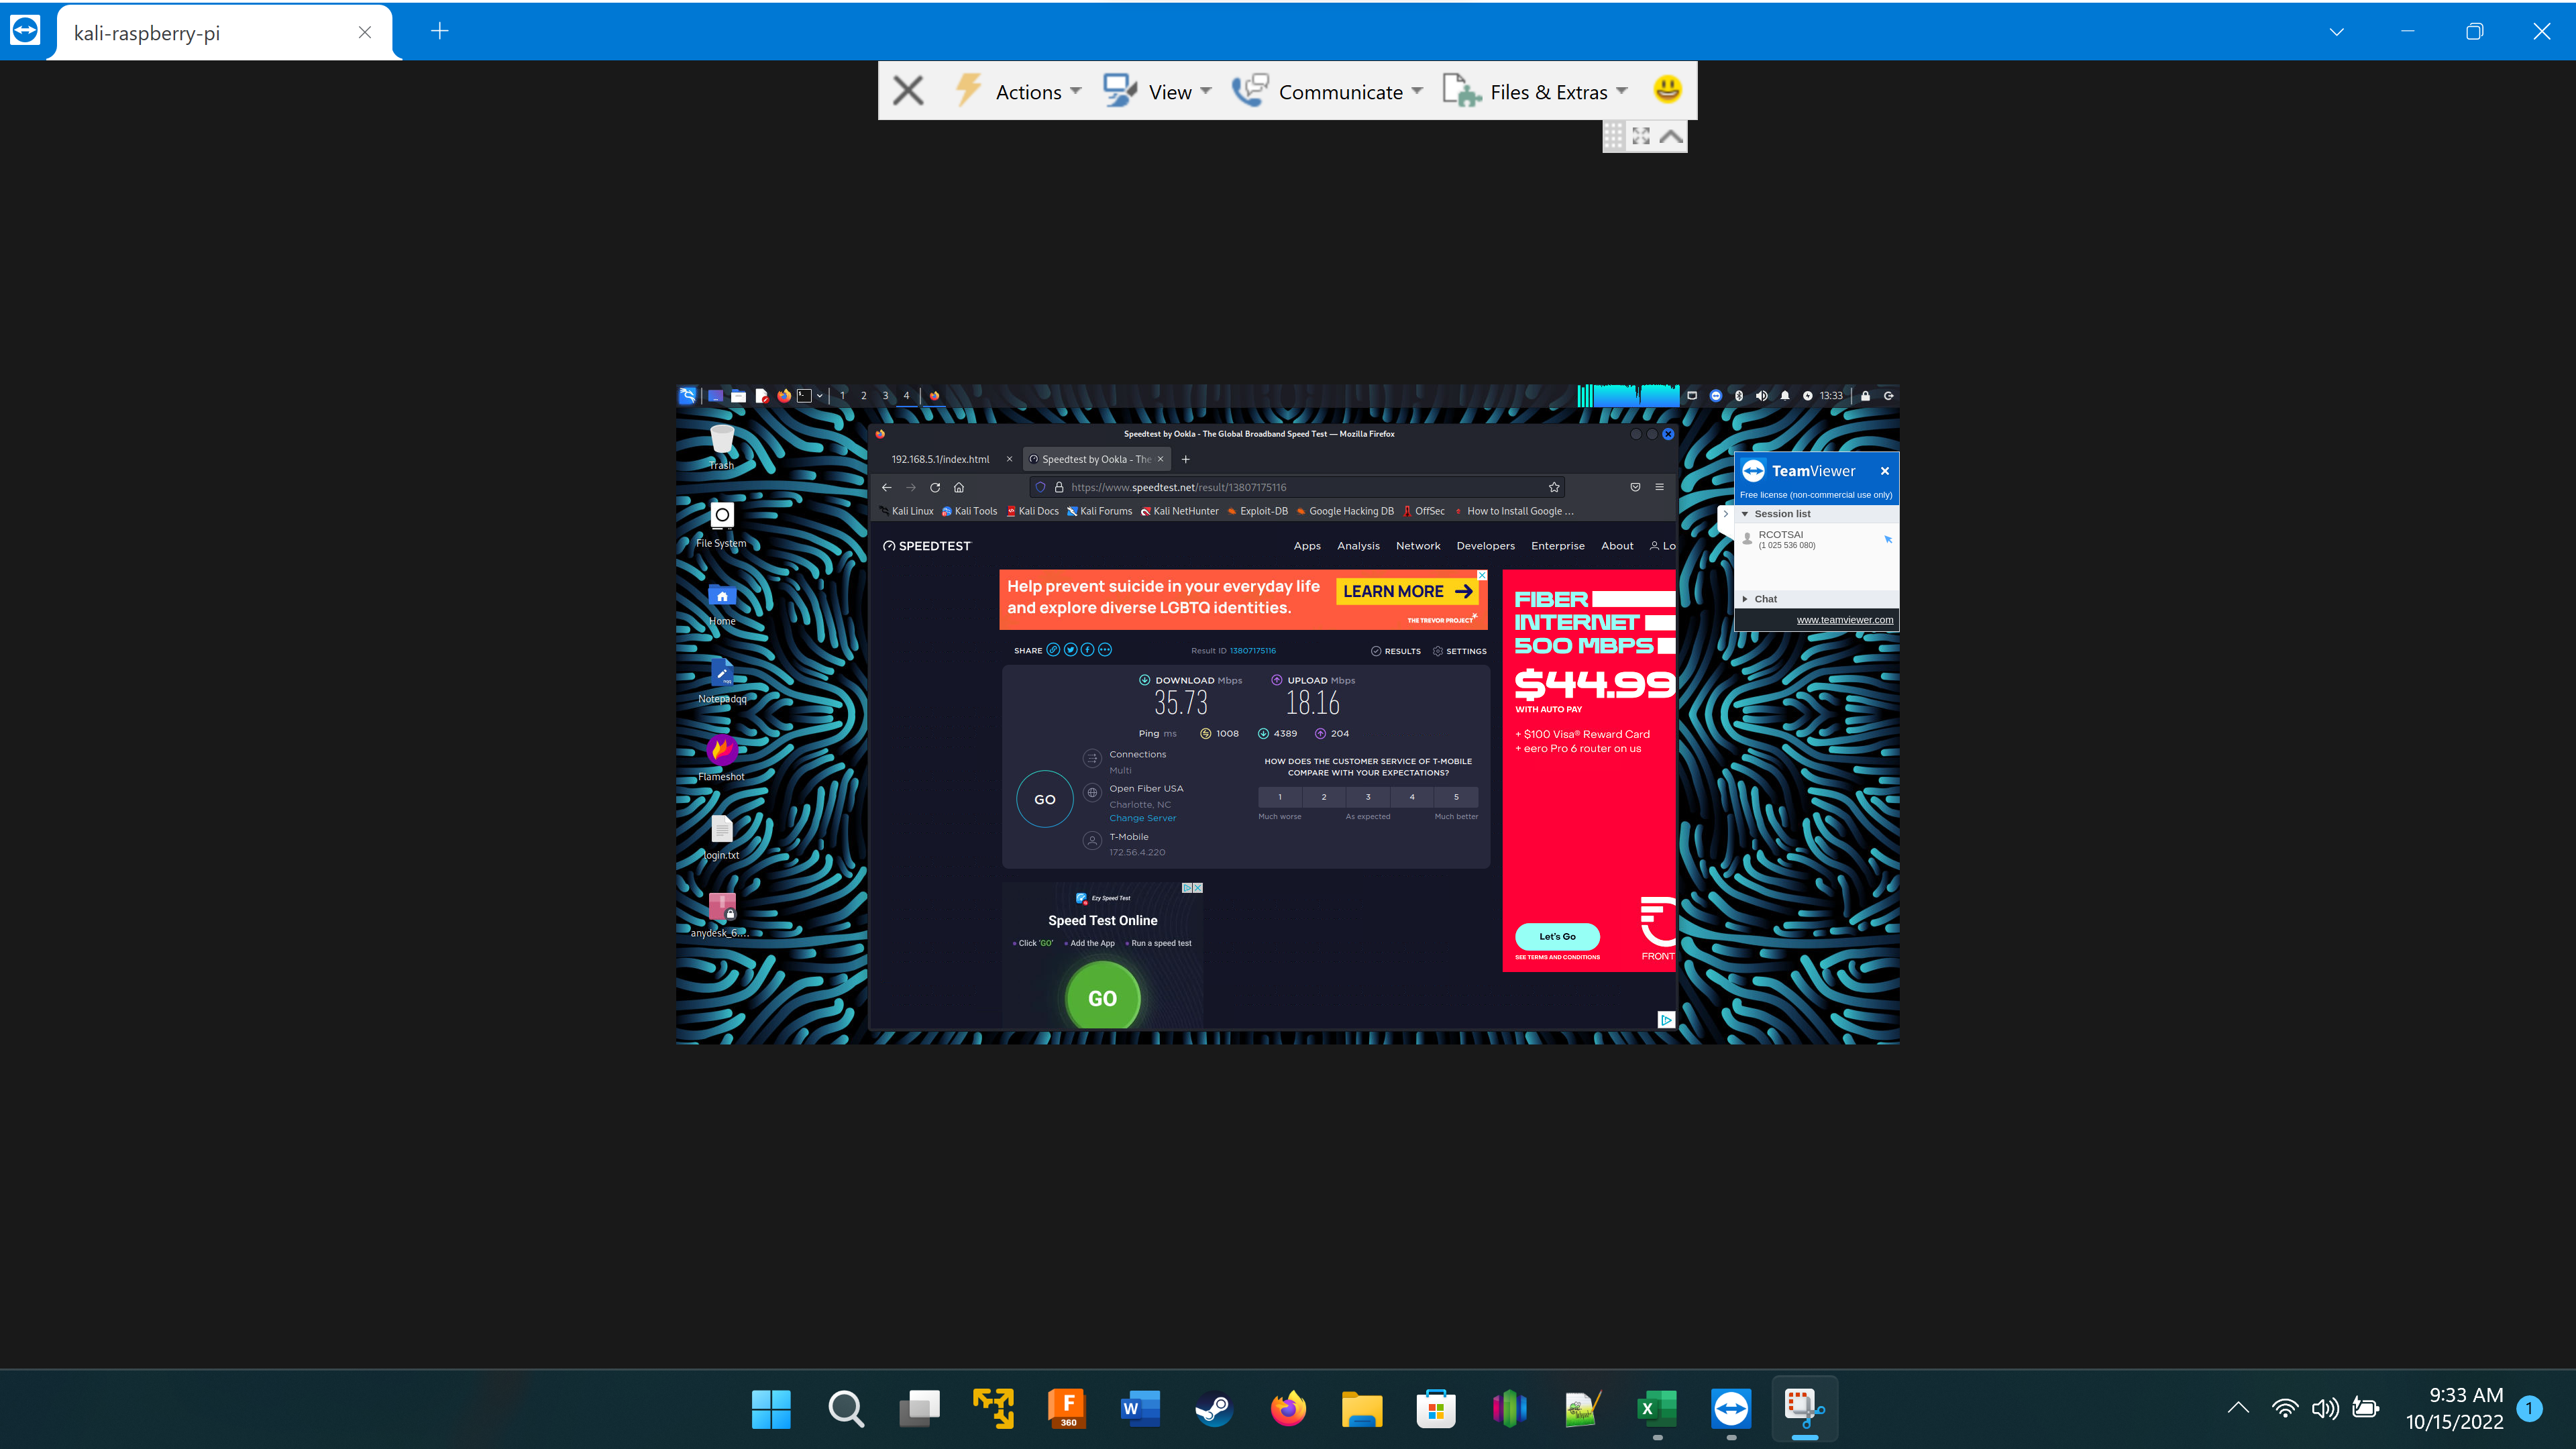 kali-raspberry-pi
Actions
View
Communicate
Files & Extras
1 2 3 4
13:33
Trash
File System
Home
Notepadqq
Flameshot
login.txt
anydesk_6....
Speedtest by Ookla - The Global Broadband Speed Test — Mozilla Firefox
192.168.5.1/index.html
Speedtest by Ookla - The
https://www.speedtest.net/result/13807175116
Kali Linux
Kali Tools
Kali Docs
Kali Forums
Kali NetHunter
Exploit-DB
Google Hacking DB
OffSec
How to Install Google ...
SPEEDTEST
Apps
Analysis
Network
Developers
Enterprise
About
Lo
Help prevent suicide in your everyday life
and explore diverse LGBTQ identities.
LEARN MORE
THE TREVOR PROJECT
SHARE
Result ID 13807175116
RESULTS
SETTINGS
DOWNLOAD Mbps
35.73
UPLOAD Mbps
18.16
Ping ms
1008
4389
204
GO
Connections
Multi
Open Fiber USA
Charlotte, NC
Change Server
T-Mobile
172.56.4.220
HOW DOES THE CUSTOMER SERVICE OF T-MOBILE
COMPARE WITH YOUR EXPECTATIONS?
1 2 3 4 5
Much worse
As expected
Much better
Ezy Speed Test
Speed Test Online
Click 'GO'
Add the App
Run a speed test
GO
FIBER
INTERNET
500 MBPS
$44.99
WITH AUTO PAY
+ $100 Visa® Reward Card
+ eero Pro 6 router on us
Let's Go
SEE TERMS AND CONDITIONS
FRONT
TeamViewer
Free license (non-commercial use only)
Session list
RCOTSAI
(1 025 536 080)
Chat
www.teamviewer.com
F
360
W
X
9:33 AM
10/15/2022
1